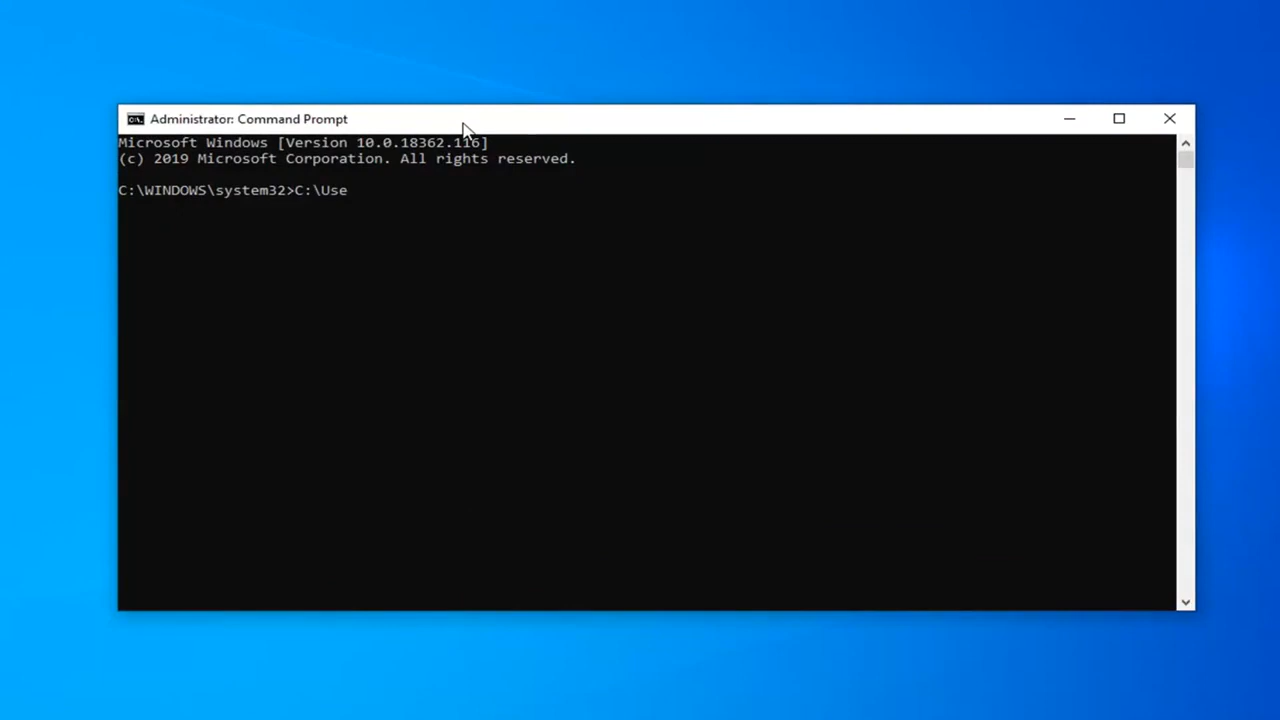 Administrator: Command Prompt
Microsoft Windows [Version 10.0.18362.116]
(c) 2019 Microsoft Corporation. All rights reserved.
C:\WINDOWS\system32>C:\Use